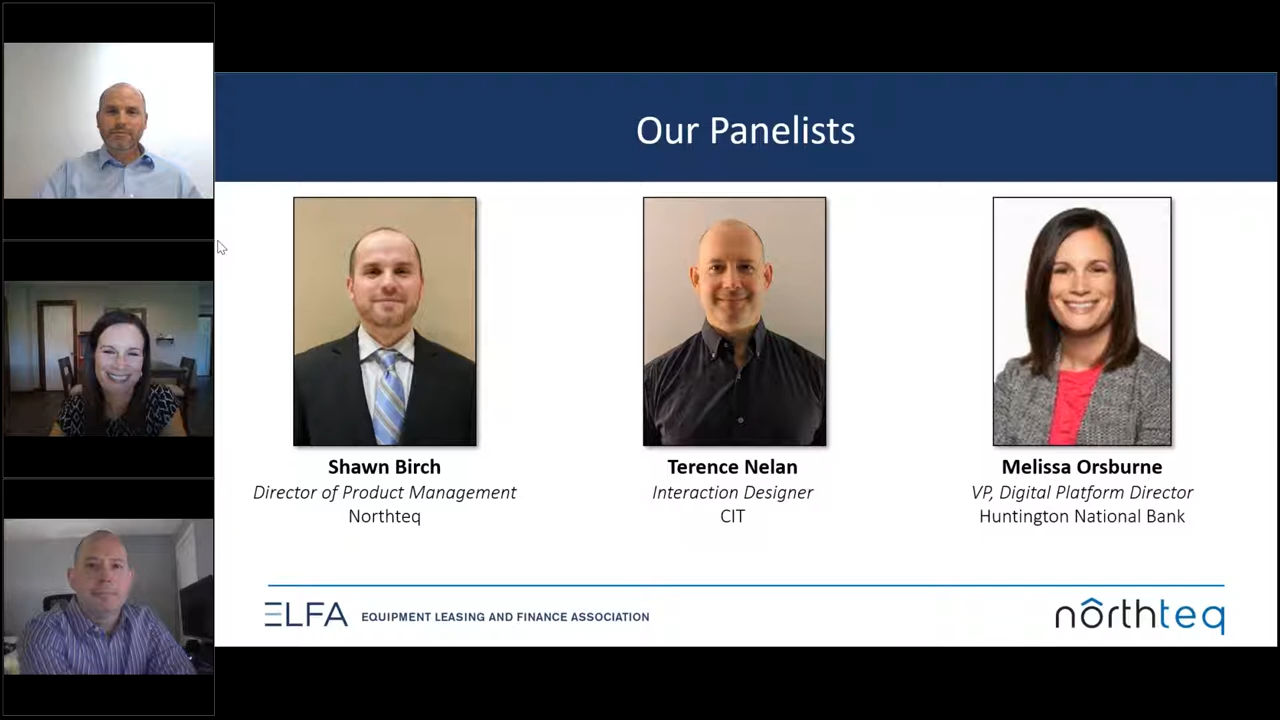 Our Panelists
Shawn Birch
Director of Product Management
Northteq
Terence Nelan
Interaction Designer
CIT
Melissa Orsburne
VP, Digital Platform Director
Huntington National Bank
ELFA EQUIPMENT LEASING AND FINANCE ASSOCIATION
nôrthteq